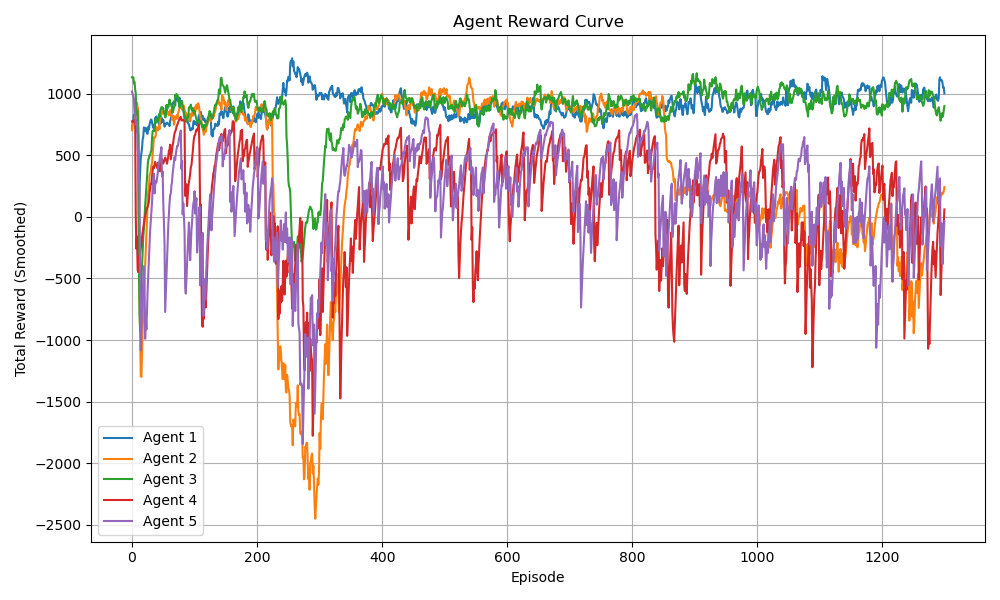 Agent Reward Curve
Total Reward (Smoothed)
1000
500
0
−500
−1000
−1500
−2000
−2500
Agent 1
Agent 2
Agent 3
Agent 4
Agent 5
0 200 400 600 800 1000 1200
Episode